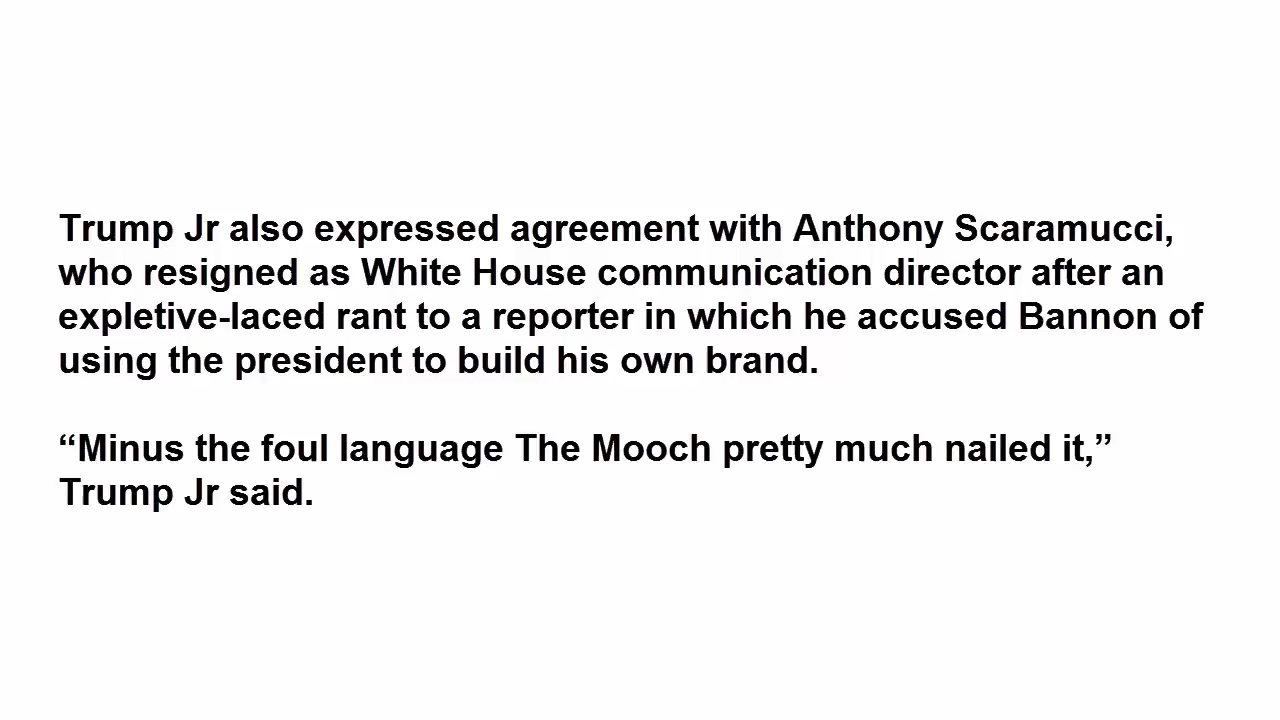 Trump Jr also expressed agreement with Anthony Scaramucci,
who resigned as White House communication director after an
expletive-laced rant to a reporter in which he accused Bannon of
using the president to build his own brand.
“Minus the foul language The Mooch pretty much nailed it,”
Trump Jr said.